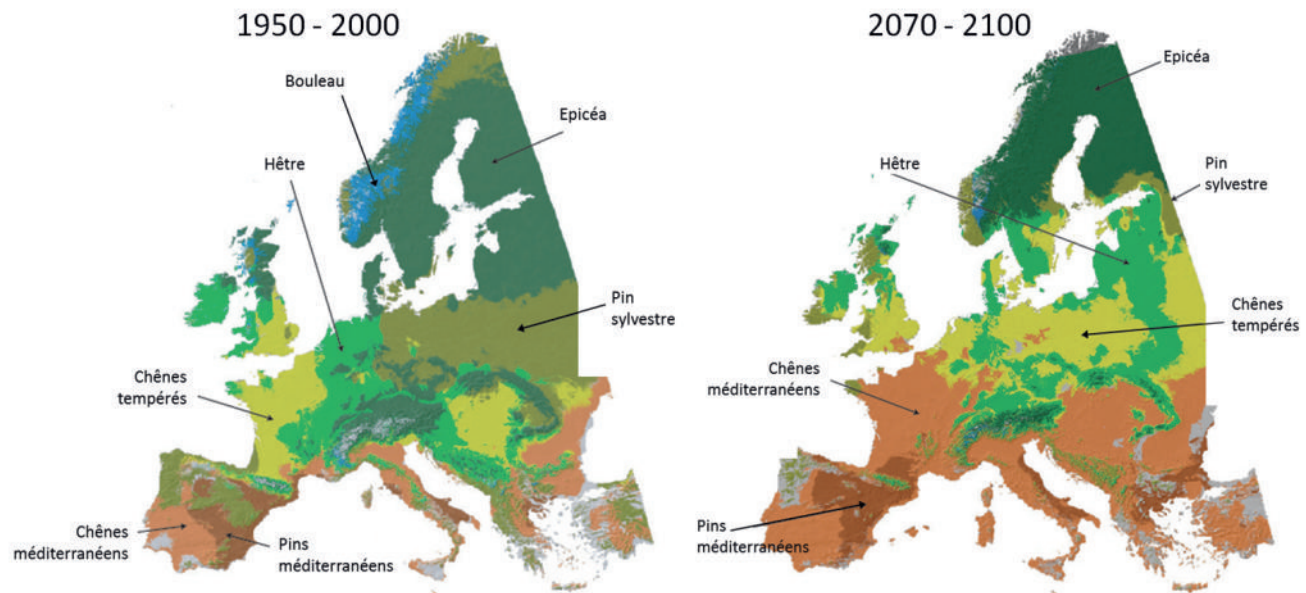 1950 - 2000
Bouleau
Epicéa
Hêtre
Pin
sylvestre
Chênes
tempérés
Chênes
méditerranéens
Pins
méditerranéens
2070 - 2100
Epicéa
Hêtre
Pin
sylvestre
Chênes
tempérés
Chênes
méditerranéens
Pins
méditerranéens